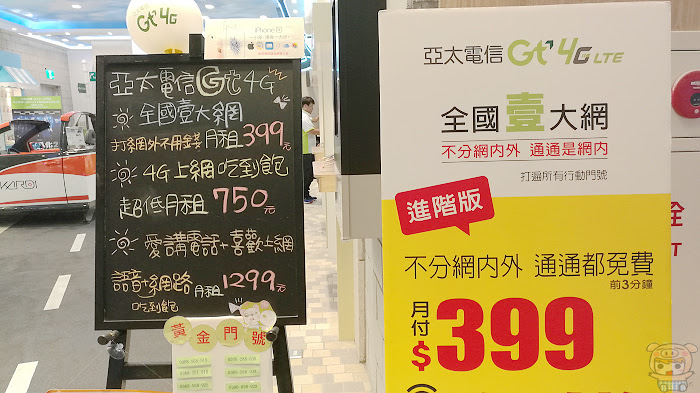 Gt 4G
iPhone
亞太電信 Gt 4G
全國壹大網
打網外不用錢 月租399元
4G上網吃到飽
超低月租 750元
愛講電話+喜歡上網
語音+網路 月租1299元
吃到飽
黃金門號
亞太電信 Gt 4G LTE
全國壹大網
不分網內外 通通是網內
打遍所有行動門號
進階版
不分網內外 通通都免費
前3分鐘
月付
$399